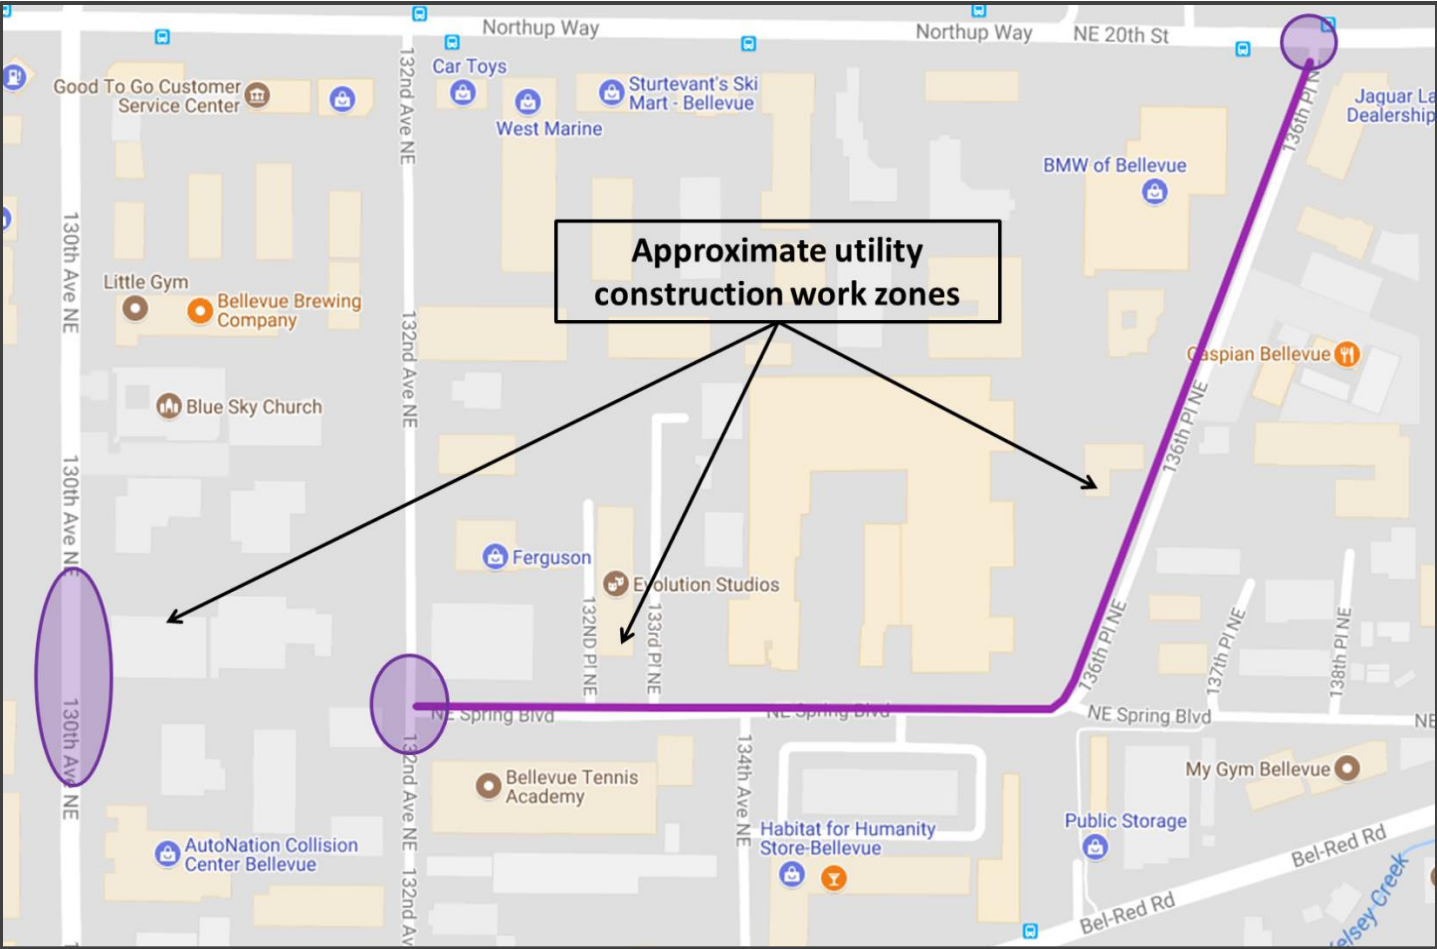 Northup Way
Northup Way
NE 20th St
Good To Go Customer
Service Center
132nd Ave NE
Car Toys
West Marine
Sturtevant's Ski
Mart - Bellevue
136th Pl N
Jaguar La
Dealership
BMW of Bellevue
130th Ave NE
Approximate utility
construction work zones
Little Gym
Bellevue Brewing
Company
132nd Ave NE
Caspian Bellevue
136th Pl NE
Blue Sky Church
130th Ave NE
Ferguson
Evolution Studios
132ND Pl NE
133rd Pl NE
136th Pl NE
137th Pl NE
138th Pl NE
130th Ave NE
NE Spring Blvd
NE Spring Blvd
NE Spring Blvd
NE
132nd Ave NE
134th Ave NE
Bellevue Tennis
Academy
My Gym Bellevue
Public Storage
Habitat for Humanity
Store-Bellevue
AutoNation Collision
Center Bellevue
132nd Av
Bel-Red Rd
Bel-Red Rd
elsey-Creek